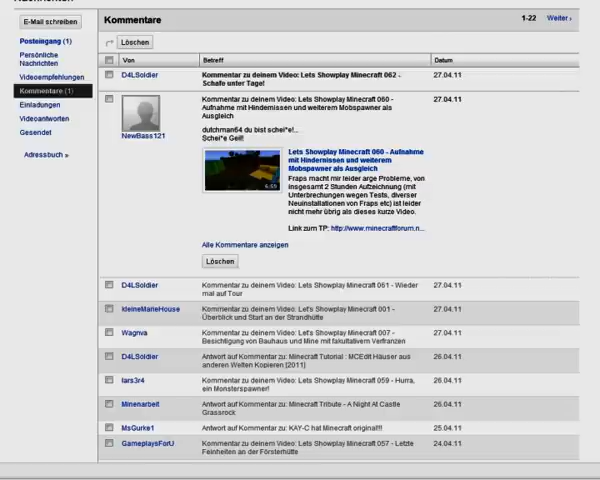 E-Mail schreiben
Posteingang (1)
Persönliche
Nachrichten
Videoempfehlungen
Kommentare (1)
Einladungen
Videoantworten
Gesendet
Adressbuch »
Kommentare
1-22 Weiter ›
Löschen
Von Betreff Datum
D4LSoldier Kommentar zu deinem Video: Lets Showplay Minecraft 062 - 27.04.11
Schafe unter Tage!
Kommentar zu deinem Video: Lets Showplay Minecraft 060 - 27.04.11
Aufnahme mit Hindernissen und weiterem Mobspawner als
Ausgleich
NewBass121
dutchman64 du bist schei*e!...
Schei*e Geil!
Lets Showplay Minecraft 060 - Aufnahme
mit Hindernissen und weiterem
Mobspawner als Ausgleich
Fraps macht mir leider arge Probleme, von
insgesamt 2 Stunden Aufzeichnung (mit
Unterbrechungen wegen Tests, diverser
Neuinstallationen von Fraps etc) ist leider
nicht mehr übrig als dieses kurze Video.
Link zum TP: http://www.minecraftforum.n...
Alle Kommentare anzeigen
Löschen
D4LSoldier Kommentar zu deinem Video: Lets Showplay Minecraft 061 - Wieder 27.04.11
mal auf Tour
kleineMarieHouse Kommentar zu deinem Video: Let's Showplay Minecraft 001 - 27.04.11
Überblick und Start an der Strandhütte
Wagnva Kommentar zu deinem Video: Let's Showplay Minecraft 007 - 27.04.11
Besichtigung von Bauhaus und Mine mit fakultativem Verfranzen
D4LSoldier Antwort auf Kommentar zu: Minecraft Tutorial : MCEdit Häuser aus 26.04.11
anderen Welten Kopieren [2011]
lars3r4 Kommentar zu deinem Video: Lets Showplay Minecraft 059 - Hurra, 26.04.11
ein Monsterspawner!
Minenarbeit Antwort auf Kommentar zu: Minecraft Tribute - A Night At Castle 26.04.11
Grassrock
MsGurke1 Antwort auf Kommentar zu: KAY-C hat Minecraft original!!! 25.04.11
GameplaysForU Kommentar zu deinem Video: Lets Showplay Minecraft 057 - Letzte 24.04.11
Feinheiten an der Försterhütte